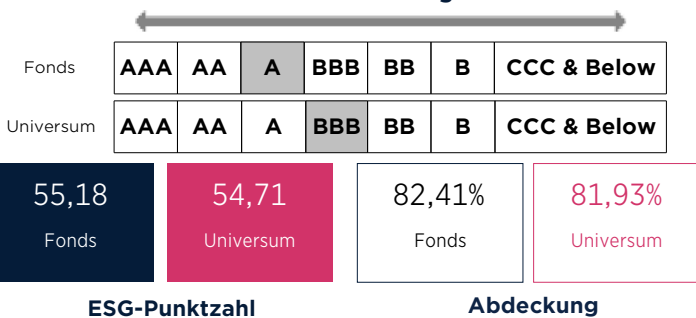 Fonds AAA AA A BBB BB B CCC & Below
Universum AAA AA A BBB BB B CCC & Below
55,18 54,71 82,41% 81,93%
Fonds Universum Fonds Universum
ESG-Punktzahl Abdeckung